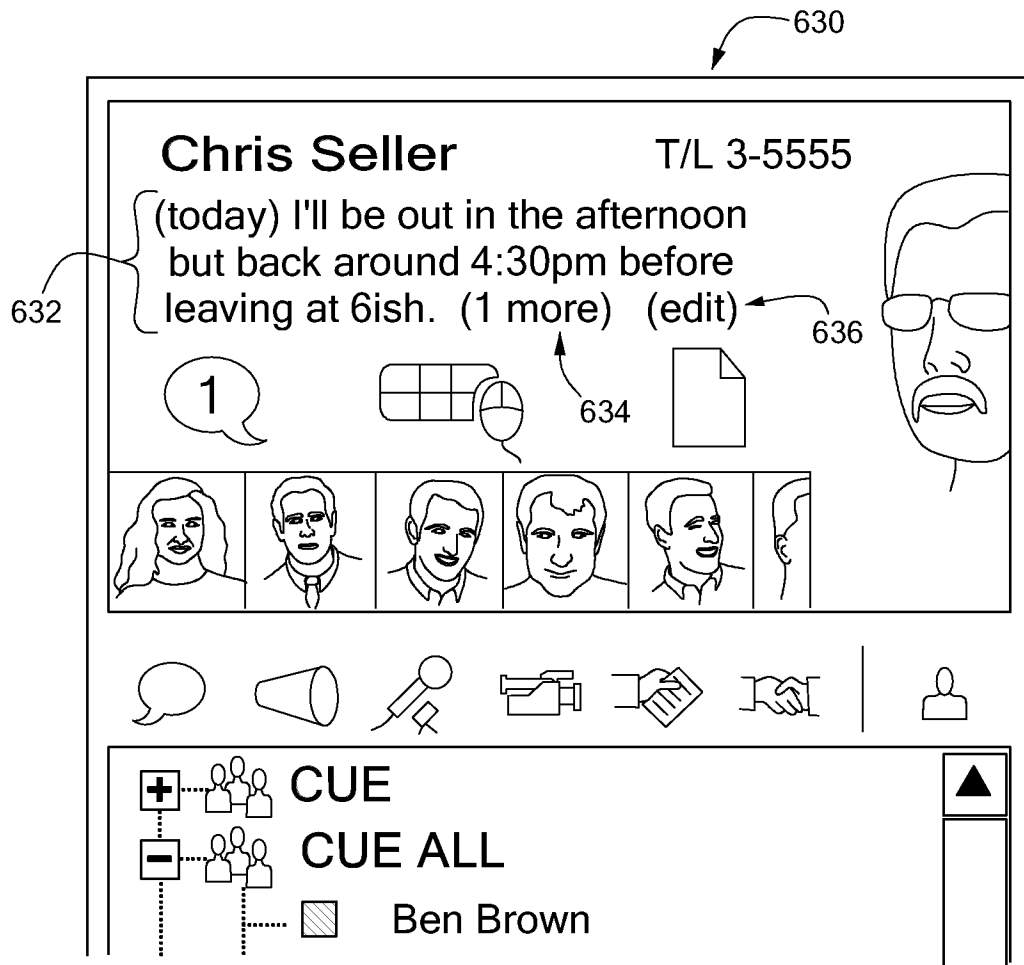 630
Chris Seller T/L 3-5555
(today) I'll be out in the afternoon
but back around 4:30pm before
leaving at 6ish. (1 more) (edit)
632
636
634
1
CUE
CUE ALL
Ben Brown